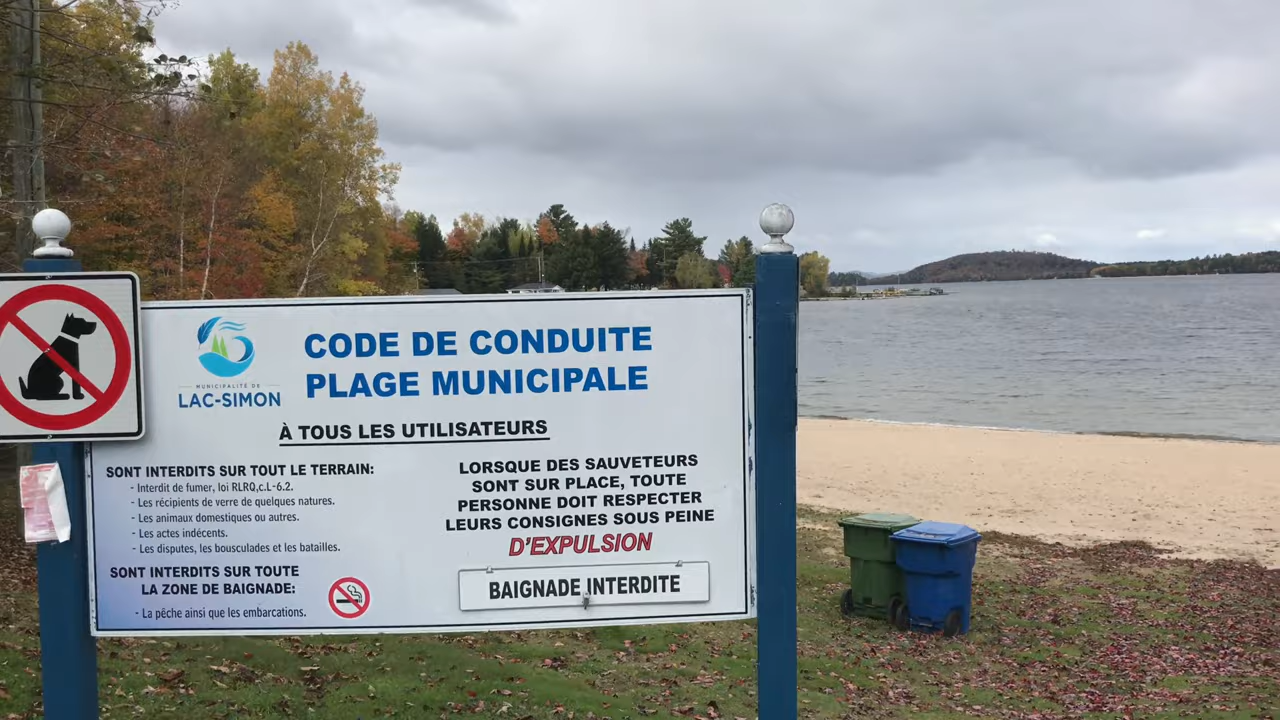 MUNICIPALITÉ DE
LAC-SIMON
CODE DE CONDUITE
PLAGE MUNICIPALE
À TOUS LES UTILISATEURS
SONT INTERDITS SUR TOUT LE TERRAIN:
- Interdit de fumer, loi RLRQ,c.L-6.2.
- Les récipients de verre de quelques natures.
- Les animaux domestiques ou autres.
- Les actes indécents.
- Les disputes, les bousculades et les batailles.
SONT INTERDITS SUR TOUTE
LA ZONE DE BAIGNADE:
- La pêche ainsi que les embarcations.
LORSQUE DES SAUVETEURS
SONT SUR PLACE, TOUTE
PERSONNE DOIT RESPECTER
LEURS CONSIGNES SOUS PEINE
D'EXPULSION
BAIGNADE INTERDITE